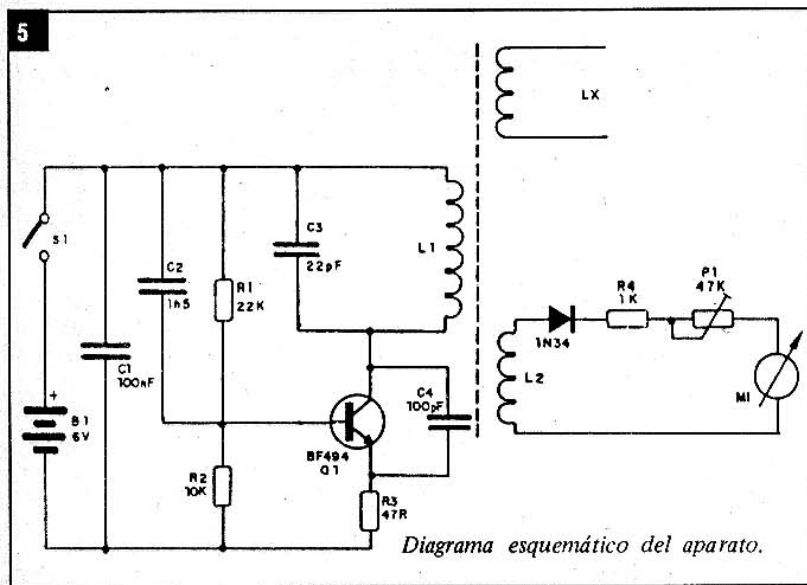 5
LX
S1
C2
1n5
R1
22K
C3
22pF
L1
R4
1K
P1
47K
1N34
C1
100nF
L2
M1
+
B1
6V
C4
100pF
BF494
Q1
R2
10K
R3
47R
Diagrama esquemático del aparato.